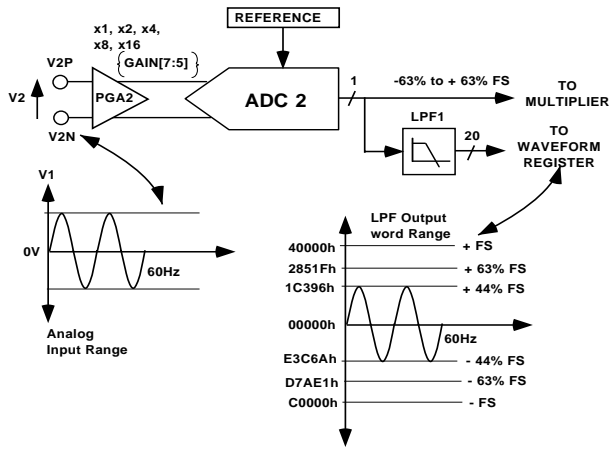 REFERENCE
x1, x2, x4,
x8, x16
{GAIN[7:5]}
V2P
V2
PGA2
V2N
ADC 2
1
-63% to + 63% FS
TO
MULTIPLIER
LPF1
20
TO
WAVEFORM
REGISTER
V1
0V
60Hz
Analog
Input Range
LPF Output
word Range
40000h + FS
2851Fh + 63% FS
1C396h + 44% FS
00000h
60Hz
E3C6Ah - 44% FS
D7AE1h - 63% FS
C0000h - FS